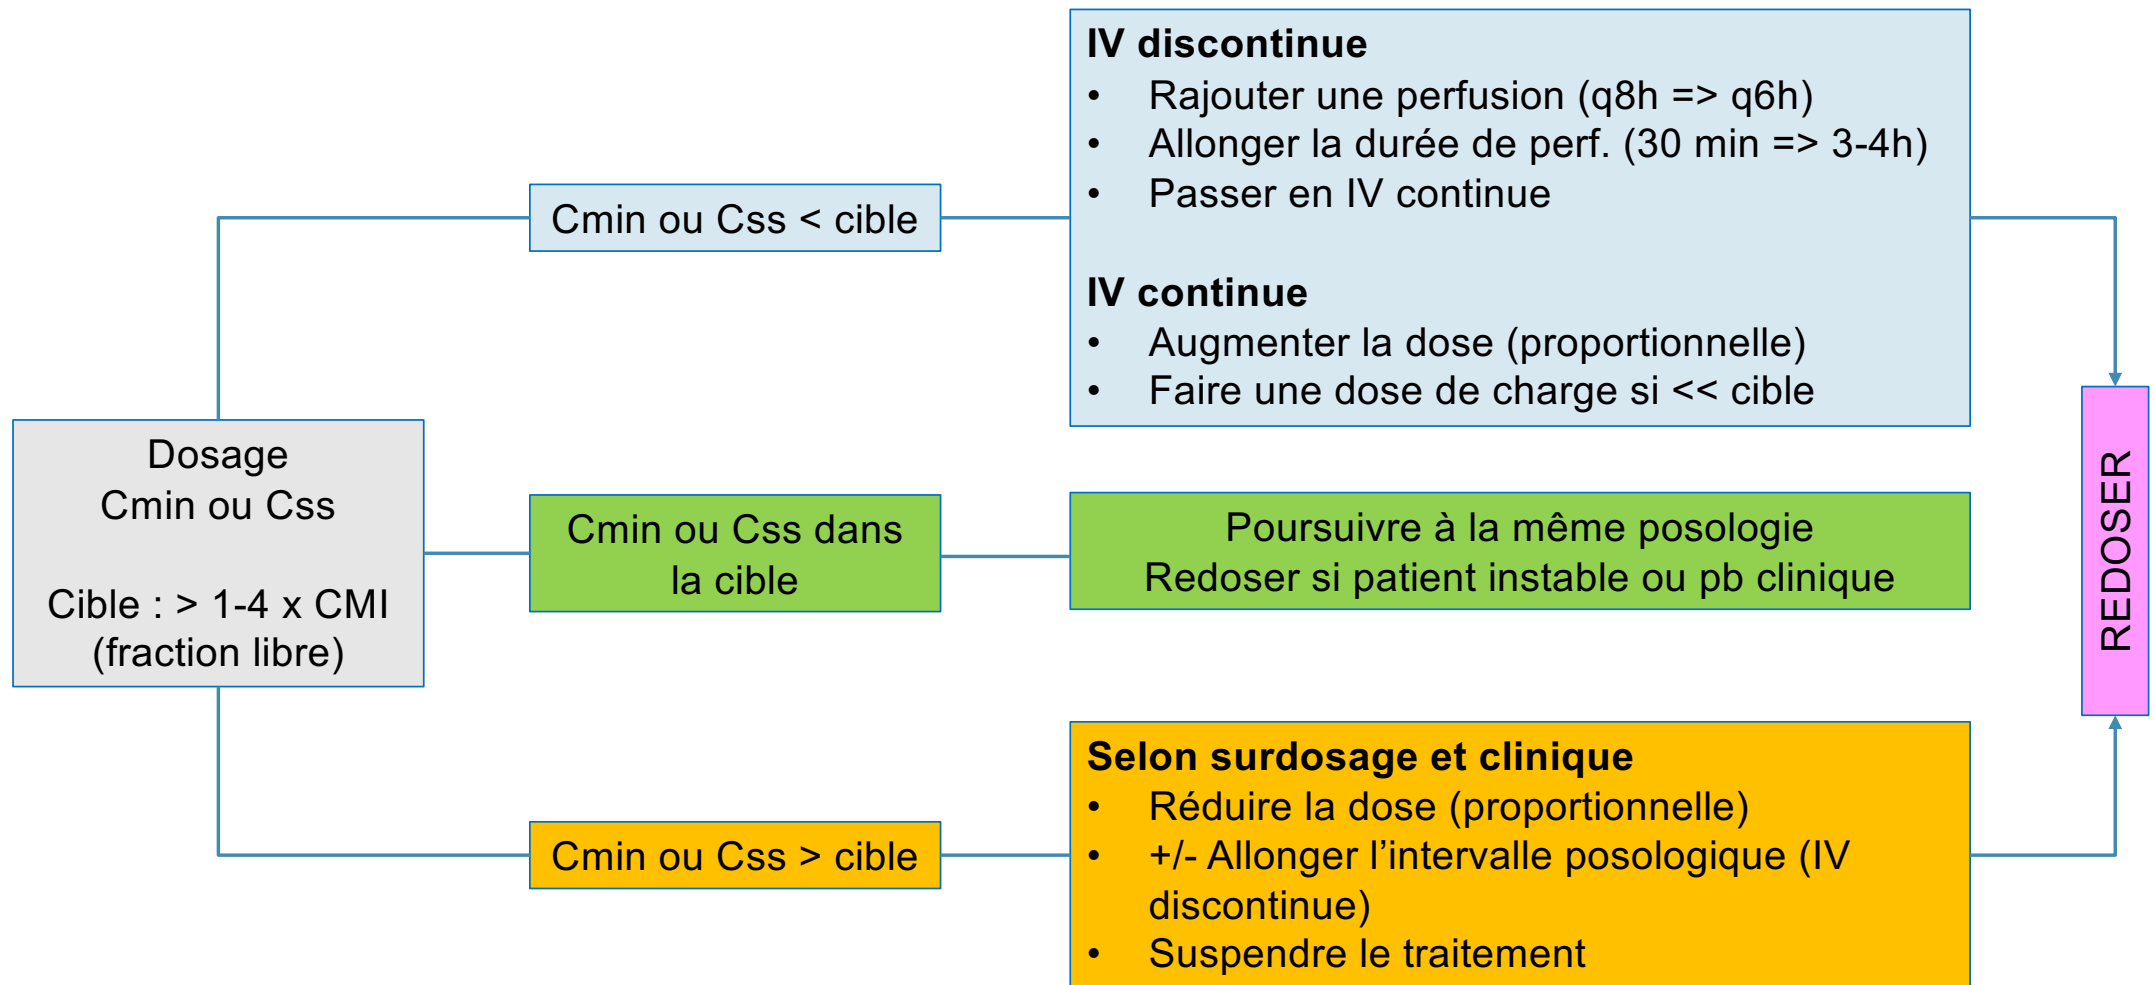 Dosage
Cmin ou Css
Cible : > 1-4 x CMI
(fraction libre)
Cmin ou Css < cible
IV discontinue
• Rajouter une perfusion (q8h => q6h)
• Allonger la durée de perf. (30 min => 3-4h)
• Passer en IV continue
IV continue
• Augmenter la dose (proportionnelle)
• Faire une dose de charge si << cible
Cmin ou Css dans
la cible
Poursuivre à la même posologie
Redoser si patient instable ou pb clinique
Cmin ou Css > cible
Selon surdosage et clinique
• Réduire la dose (proportionnelle)
• +/- Allonger l’intervalle posologique (IV
discontinue)
• Suspendre le traitement
REDOSER